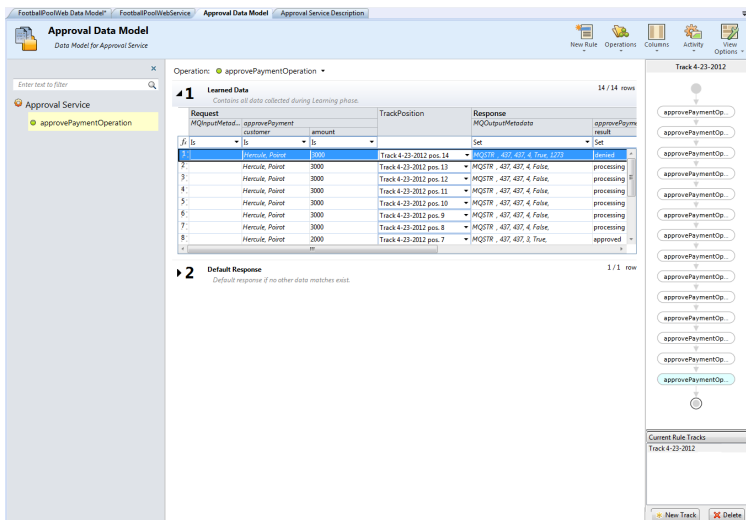 FootballPoolWeb Data Model* FootballPoolWebService Approval Data Model Approval Service Description
Approval Data Model
Data Model for Approval Service
New Rule Operations Columns Activity View Options
Enter text to filter
Approval Service
approvePaymentOperation
Operation: approvePaymentOperation
1 Learned Data 14 / 14 rows
Contains all data collected during Learning phase.
Request TrackPosition Response
MQInputMetad... approvePayment MQOutputMetadata approvePayme
customer amount result
fx Is Is Is Set Set
1 Hercule, Poirot 3000 Track 4-23-2012 pos. 14 MQSTR , 437, 437, 4, True, 1273 denied
2 Hercule, Poirot 3000 Track 4-23-2012 pos. 13 MQSTR , 437, 437, 4, False, processing
3 Hercule, Poirot 3000 Track 4-23-2012 pos. 12 MQSTR , 437, 437, 4, False, processing
4 Hercule, Poirot 3000 Track 4-23-2012 pos. 11 MQSTR , 437, 437, 4, False, processing
5 Hercule, Poirot 3000 Track 4-23-2012 pos. 10 MQSTR , 437, 437, 4, False, processing
6 Hercule, Poirot 3000 Track 4-23-2012 pos. 9 MQSTR , 437, 437, 4, False, processing
7 Hercule, Poirot 3000 Track 4-23-2012 pos. 8 MQSTR , 437, 437, 4, False, processing
8 Hercule, Poirot 2000 Track 4-23-2012 pos. 7 MQSTR , 437, 437, 3, True, approved
2 Default Response 1 / 1 row
Default response if no other data matches exist.
Track 4-23-2012
approvePaymentOp...
approvePaymentOp...
approvePaymentOp...
approvePaymentOp...
approvePaymentOp...
approvePaymentOp...
approvePaymentOp...
approvePaymentOp...
approvePaymentOp...
approvePaymentOp...
approvePaymentOp...
approvePaymentOp...
approvePaymentOp...
approvePaymentOp...
Current Rule Tracks
Track 4-23-2012
New Track Delete